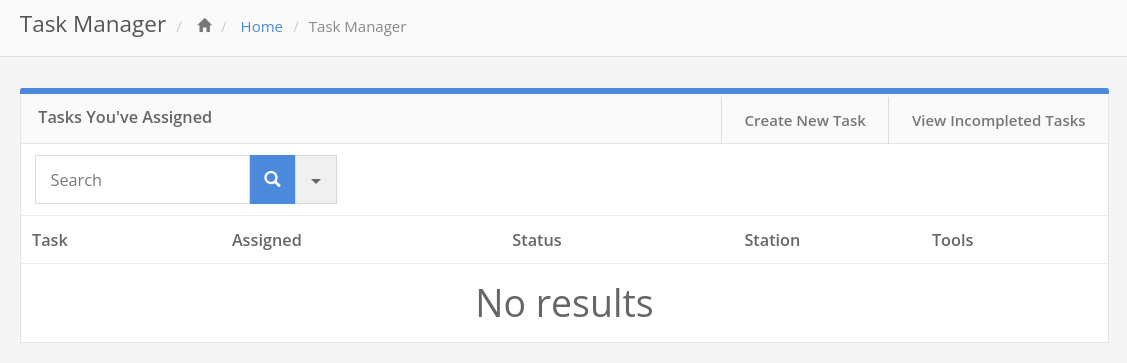 Task Manager / / Home / Task Manager
Tasks You've Assigned Create New Task View Incompleted Tasks
Search
Task Assigned Status Station Tools
No results